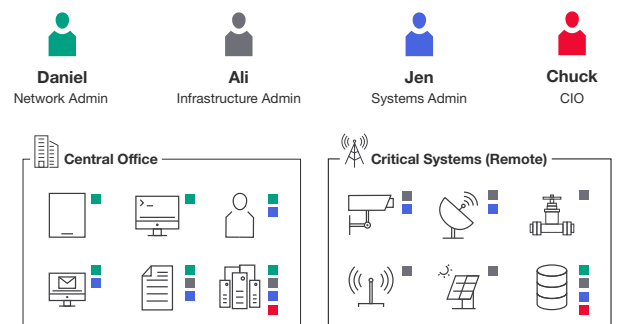 Daniel
Network Admin
Ali
Infrastructure Admin
Jen
Systems Admin
Chuck
CIO
Central Office
Critical Systems (Remote)
>_